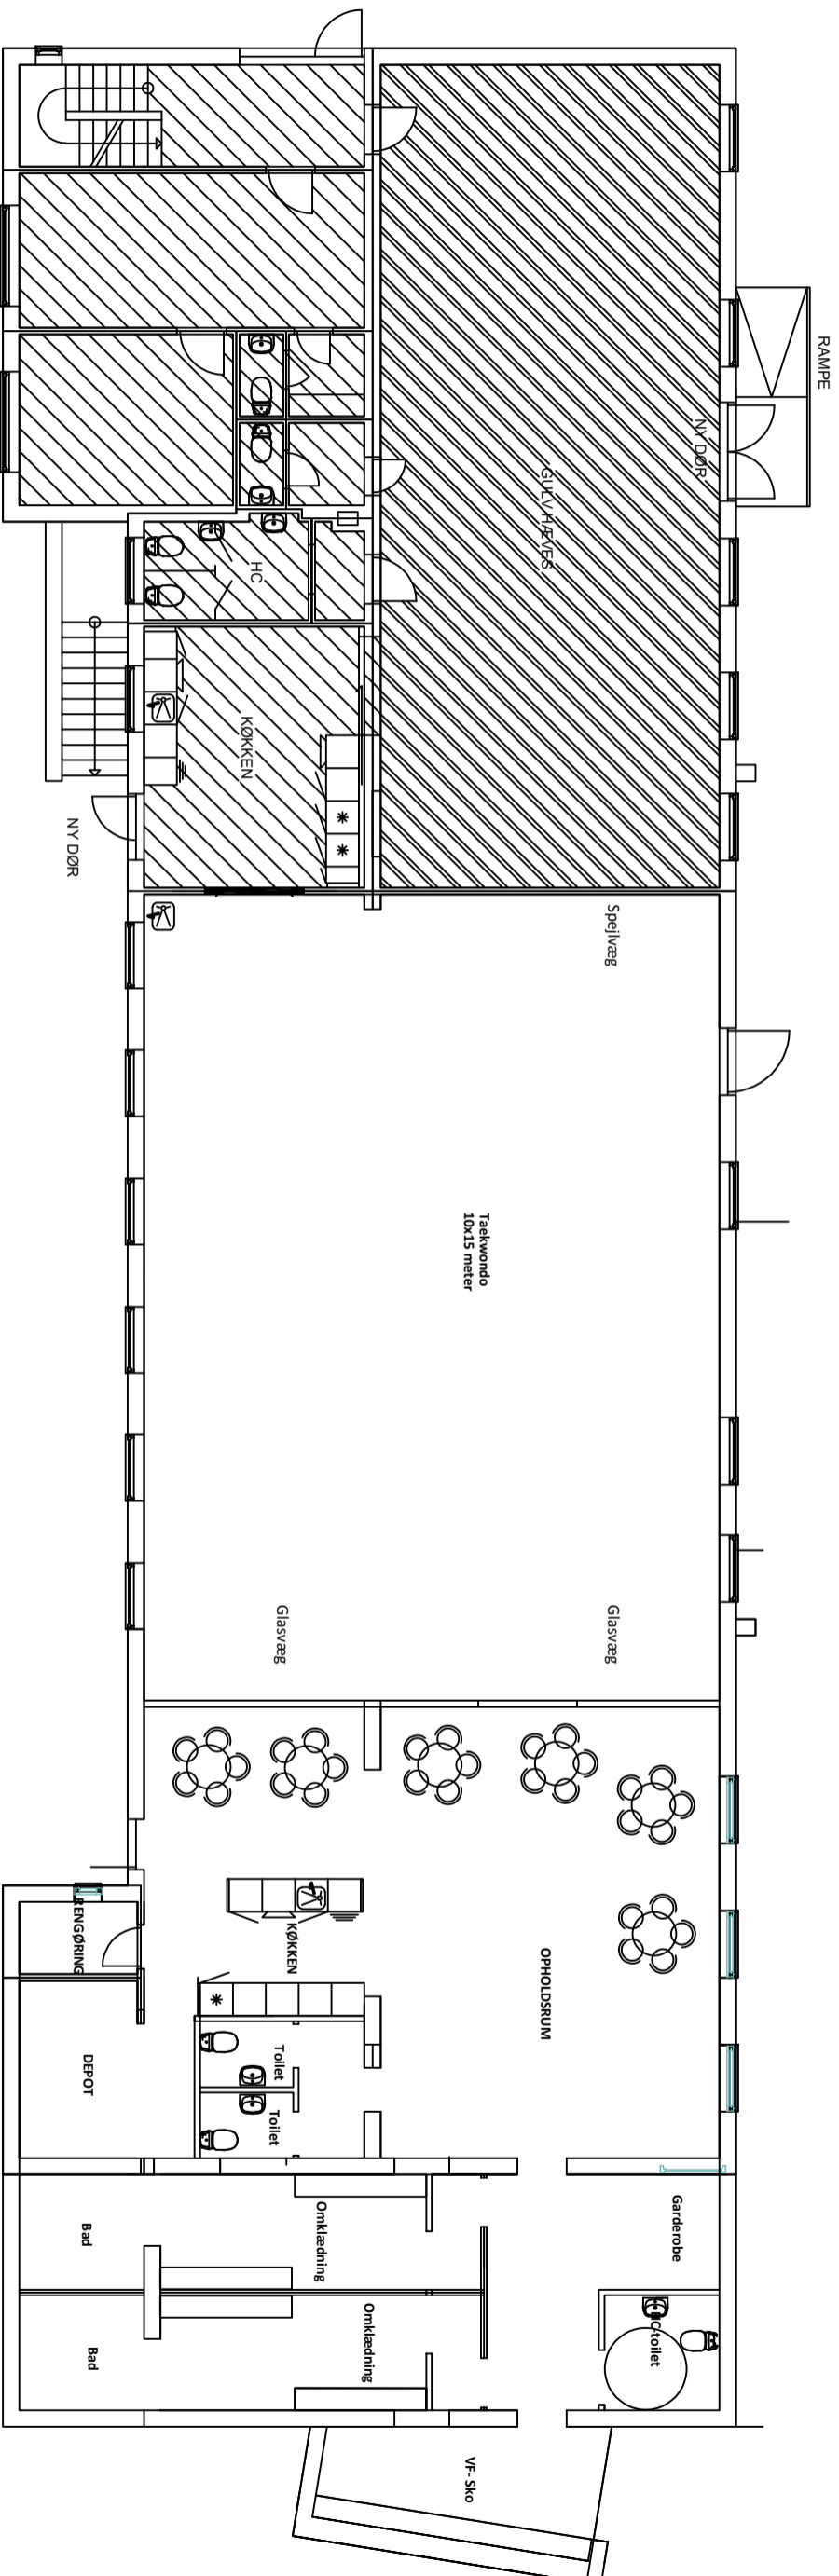 RAMPE
NY DØR
GULV HÆVES
HC
KØKKEN
NY DØR
Spejlvæg
Taekwondo
10x15 meter
Glasvæg
Glasvæg
OPHOLDSRUM
KØKKEN
RENGØRING
DEPOT
Toilet
Toilet
Garderobe
Omklædning
Bad
HC-toilet
Omklædning
Bad
VF- Sko